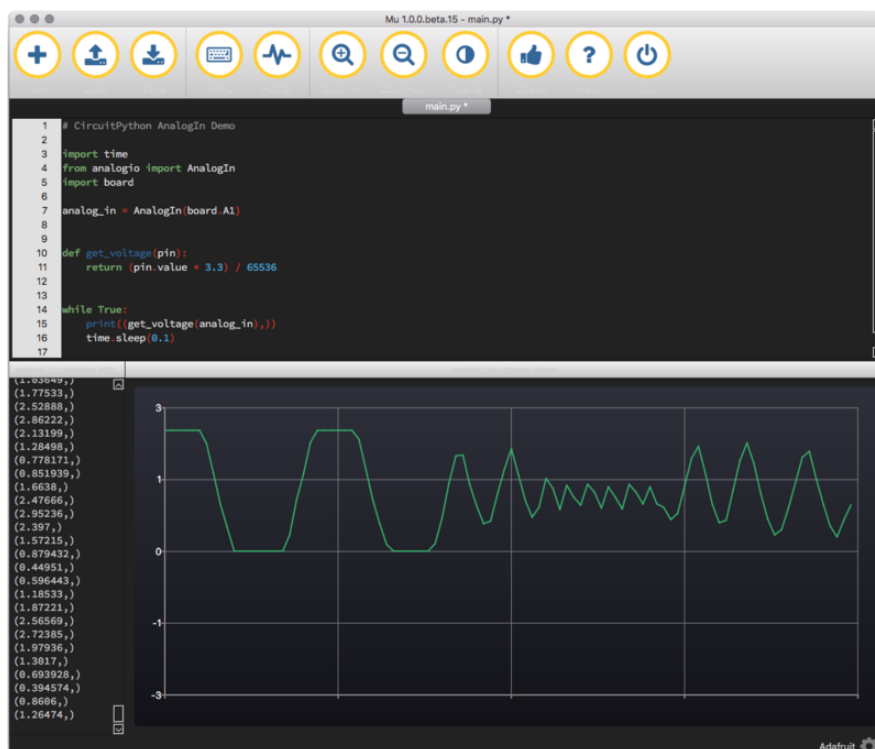 Mu 1.0.0.beta.15 - main.py *
main.py *
1 # CircuitPython AnalogIn Demo
2
3 import time
4 from analogio import AnalogIn
5 import board
6
7 analog_in = AnalogIn(board.A1)
8
9
10 def get_voltage(pin):
11 return (pin.value * 3.3) / 65536
12
13
14 while True:
15 print((get_voltage(analog_in),))
16 time.sleep(0.1)
17
(1.03649,)
(1.77533,)
(2.52888,)
(2.86222,)
(2.13199,)
(1.28498,)
(0.778171,)
(0.851939,)
(1.6638,)
(2.47666,)
(2.95236,)
(2.397,)
(1.57215,)
(0.879432,)
(0.44951,)
(0.596443,)
(1.18533,)
(1.87221,)
(2.56569,)
(2.72385,)
(1.97936,)
(1.3017,)
(0.693928,)
(0.394574,)
(0.8606,)
(1.26474,)
3
1
0
-1
-3
Adafruit